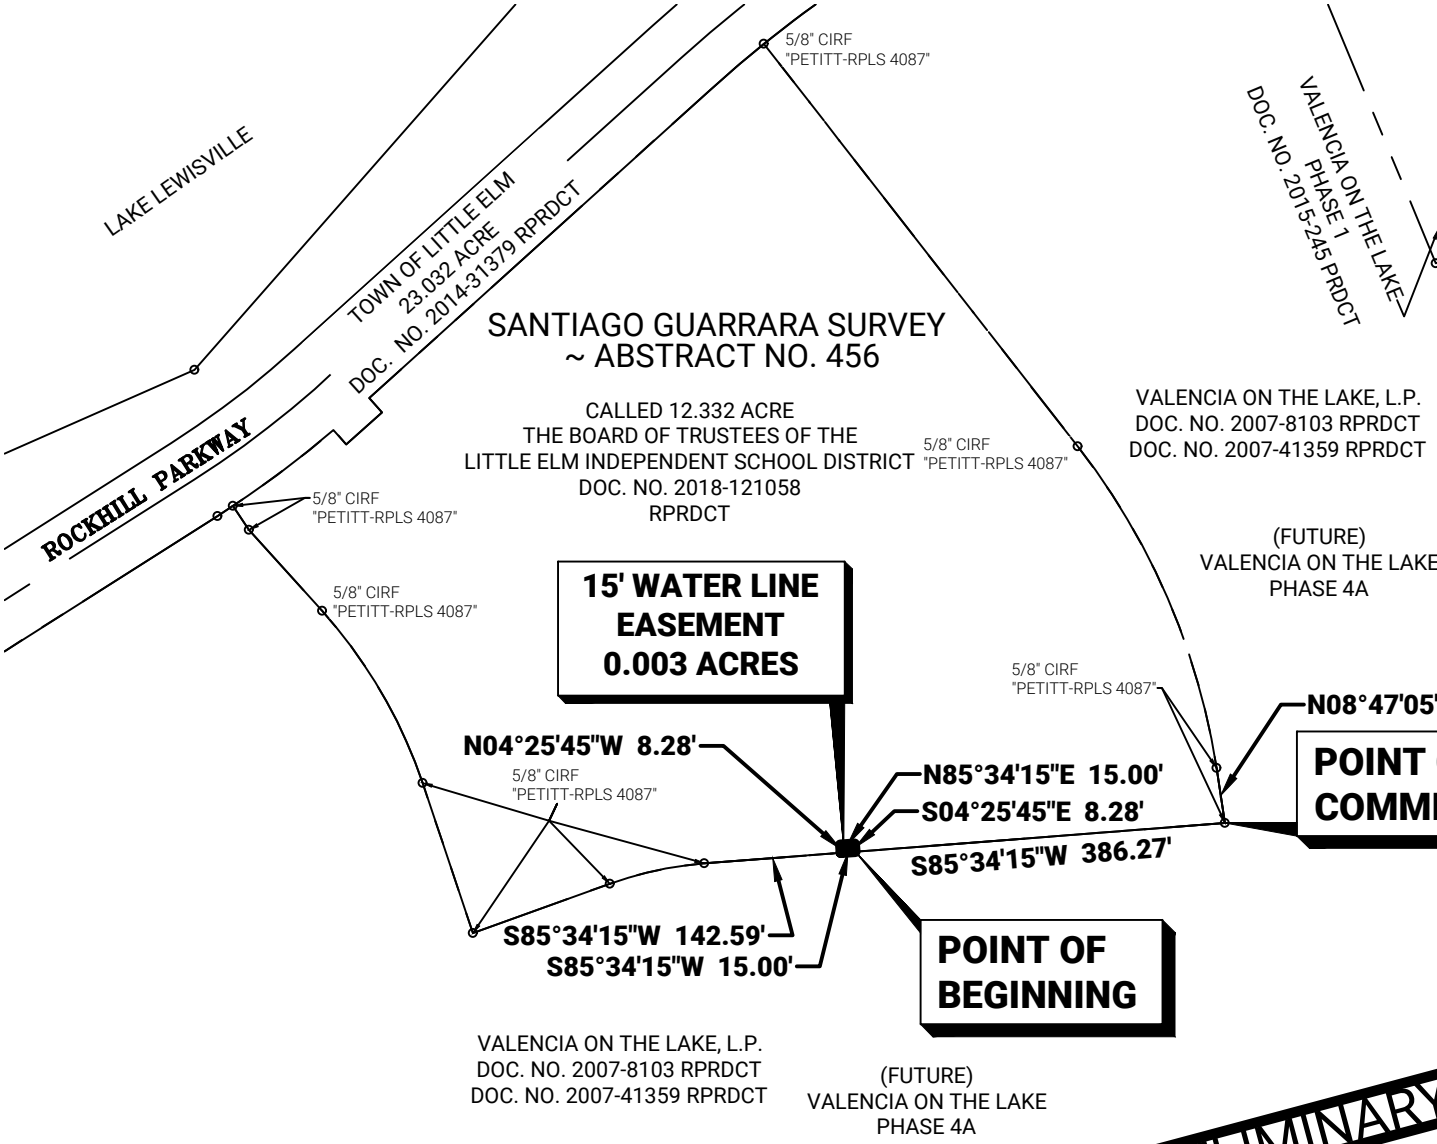 5/8" CIRF
"PETITT-RPLS 4087"
LAKE LEWISVILLE
TOWN OF LITTLE ELM
23.032 ACRE
DOC. NO. 2014-31379 RPRDCT
VALENCIA ON THE LAKE
PHASE 1
DOC. NO. 2015-245 PRDCT
SANTIAGO GUARRARA SURVEY
~ ABSTRACT NO. 456
CALLED 12.332 ACRE
THE BOARD OF TRUSTEES OF THE
LITTLE ELM INDEPENDENT SCHOOL DISTRICT
DOC. NO. 2018-121058
RPRDCT
5/8" CIRF
"PETITT-RPLS 4087"
VALENCIA ON THE LAKE, L.P.
DOC. NO. 2007-8103 RPRDCT
DOC. NO. 2007-41359 RPRDCT
ROCKHILL PARKWAY
5/8" CIRF
"PETITT-RPLS 4087"
(FUTURE)
VALENCIA ON THE LAKE
PHASE 4A
5/8" CIRF
"PETITT-RPLS 4087"
15' WATER LINE
EASEMENT
0.003 ACRES
5/8" CIRF
"PETITT-RPLS 4087"
N08°47'05"
POINT
COMM
N04°25'45"W 8.28'
5/8" CIRF
"PETITT-RPLS 4087"
N85°34'15"E 15.00'
S04°25'45"E 8.28'
S85°34'15"W 386.27'
S85°34'15"W 142.59'
S85°34'15"W 15.00'
POINT OF
BEGINNING
VALENCIA ON THE LAKE, L.P.
DOC. NO. 2007-8103 RPRDCT
DOC. NO. 2007-41359 RPRDCT
(FUTURE)
VALENCIA ON THE LAKE
PHASE 4A
LIMINARY